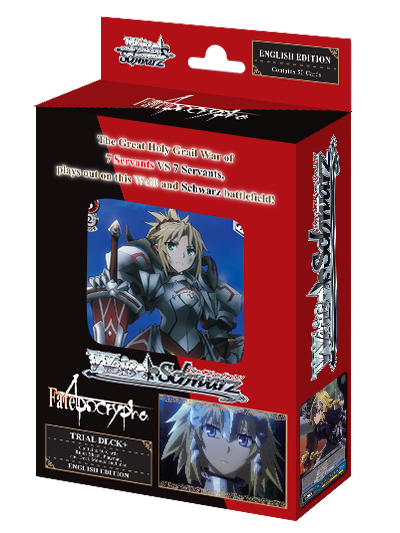 Weiß Schwarz
ENGLISH EDITION
Contains 50 Cards
Fate Apocrypha
The Great Holy Grail War of
7 Servants VS 7 Servants,
plays out on this Weiß and Schwarz battlefield!
Weiß Schwarz
Weiß Schwarz
Fate Apocrypha
TRIAL DECK+
ENGLISH EDITION